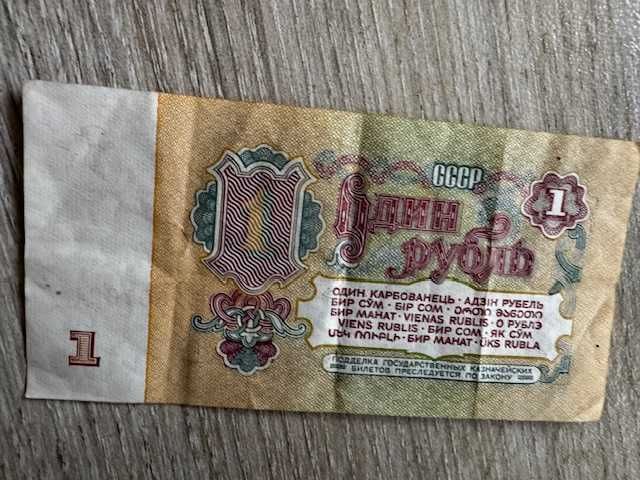 СССР
1
1
Один
рубль
ОДИН КАРБОВАНЕЦЬ · АДЗІН РУБЕЛЬ
БИР СЎМ · БІР СОМ · ᲔᲠᲗᲘ ᲛᲐᲜᲔᲗᲘ
БИР МАНАТ · VIENAS RUBLIS · О РУБЛЭ
VIENS RUBLIS · БИР СОМ · ЯК СЎМ
ՄԵԿ ՌՈՒԲԼԻ · БИР МАНАТ · ÜKS RUBLA
ПОДДЕЛКА ГОСУДАРСТВЕННЫХ КАЗНАЧЕЙСКИХ
БИЛЕТОВ ПРЕСЛЕДУЕТСЯ ПО ЗАКОНУ
1